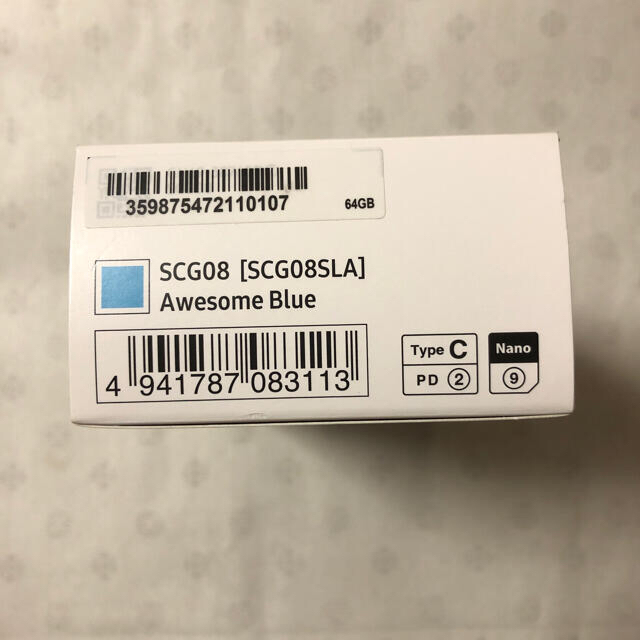 359875472110107
64GB
SCG08 [SCG08SLA]
Awesome Blue
4 941787 083113
Type C
PD 2
Nano
9